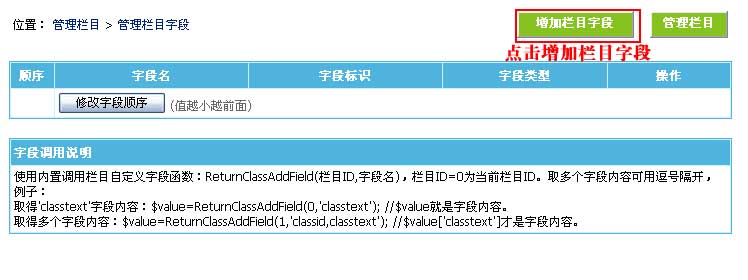 位置： 管理栏目 > 管理栏目字段
增加栏目字段
管理栏目
点击增加栏目字段
顺序 字段名 字段标识 字段类型 操作
修改字段顺序 (值越小越前面)
字段调用说明
使用内置调用栏目自定义字段函数：ReturnClassAddField(栏目ID,字段名)，栏目ID=0为当前栏目ID。取多个字段内容可用逗号隔开，
例子：
取得'classtext'字段内容：$value=ReturnClassAddField(0,'classtext'); //$value就是字段内容。
取得多个字段内容：$value=ReturnClassAddField(1,'classid,classtext'); //$value['classtext']才是字段内容。